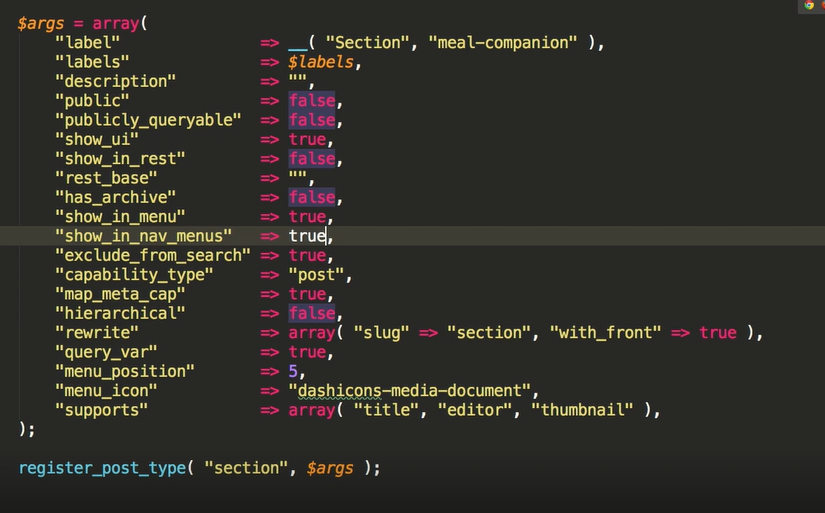 $args = array(
"label" => __( "Section", "meal-companion" ),
"labels" => $labels,
"description" => "",
"public" => false,
"publicly_queryable" => false,
"show_ui" => true,
"show_in_rest" => false,
"rest_base" => "",
"has_archive" => false,
"show_in_menu" => true,
"show_in_nav_menus" => true,
"exclude_from_search" => true,
"capability_type" => "post",
"map_meta_cap" => true,
"hierarchical" => false,
"rewrite" => array( "slug" => "section", "with_front" => true ),
"query_var" => true,
"menu_position" => 5,
"menu_icon" => "dashicons-media-document",
"supports" => array( "title", "editor", "thumbnail" ),
);
register_post_type( "section", $args );